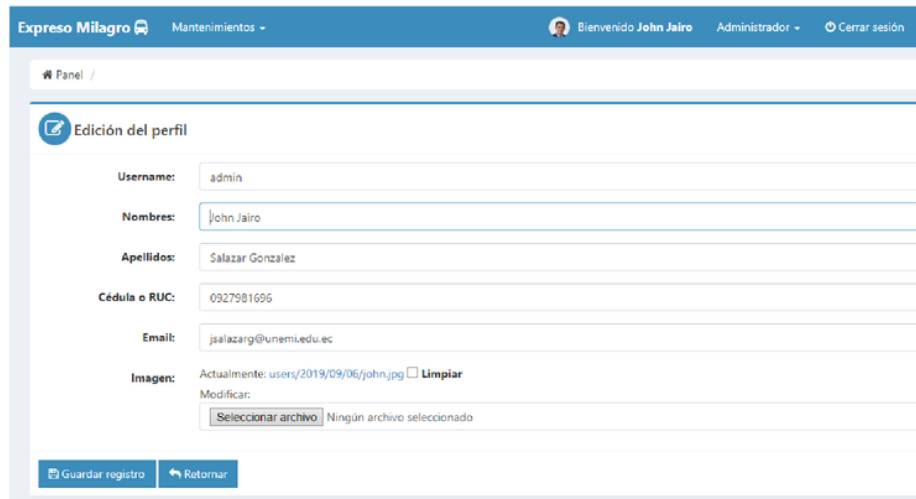 Expreso Milagro Mantenimientos Bienvenido John Jairo Administrador Cerrar sesión
Panel /
Edición del perfil
Username: admin
Nombres: John Jairo
Apellidos: Salazar Gonzalez
Cédula o RUC: 0927981696
Email: jsalazarg@unemi.edu.ec
Imagen: Actualmente: users/2019/09/06/john.jpg Limpiar
Modificar:
Seleccionar archivo Ningún archivo seleccionado
Guardar registro Retornar